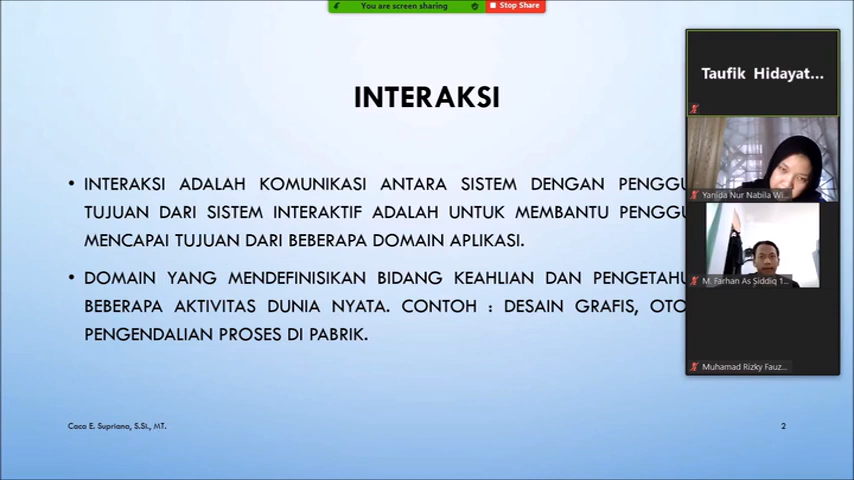 You are screen sharing
Stop Share
INTERAKSI
• INTERAKSI ADALAH KOMUNIKASI ANTARA SISTEM DENGAN PENGGU
TUJUAN DARI SISTEM INTERAKTIF ADALAH UNTUK MEMBANTU PENGGU
MENCAPAI TUJUAN DARI BEBERAPA DOMAIN APLIKASI.
• DOMAIN YANG MENDEFINISIKAN BIDANG KEAHLIAN DAN PENGETAHU
BEBERAPA AKTIVITAS DUNIA NYATA. CONTOH : DESAIN GRAFIS, OTO
PENGENDALIAN PROSES DI PABRIK.
Caca E. Supriana, S.Si., MT.
2
Taufik Hidayat...
Yanida Nur Nabila Wi...
M. Farhan As Siddiq 1...
Muhamad Rizky Fauz...